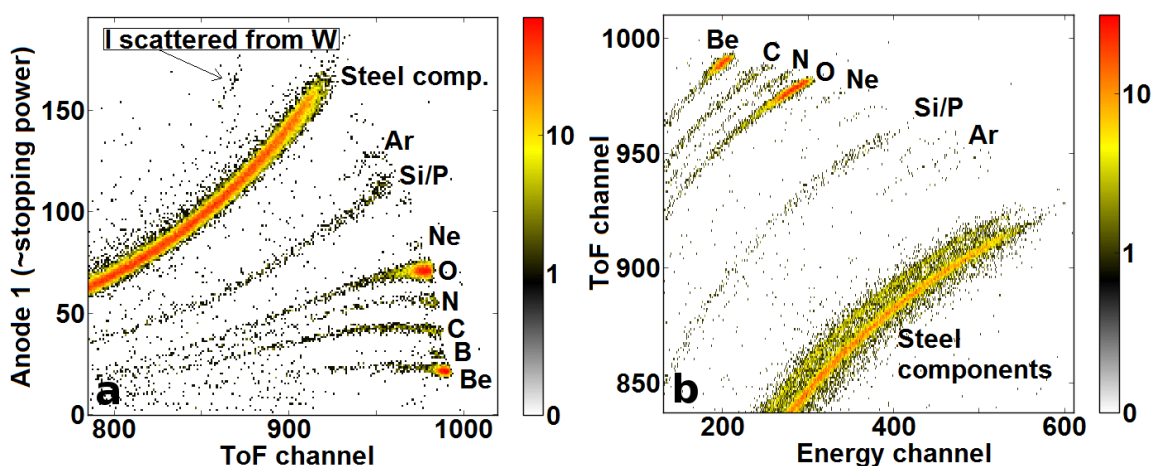 I scattered from W
Steel comp.
Ar
Si/P
Ne
O
N
C
B
Be
a
150
100
50
0
800
900
1000
ToF channel
Anode 1 (~stopping power)
10
1
0
Be
C
N
O
Ne
Si/P
Ar
Steel
components
b
1000
950
900
850
200
400
600
Energy channel
ToF channel
10
1
0